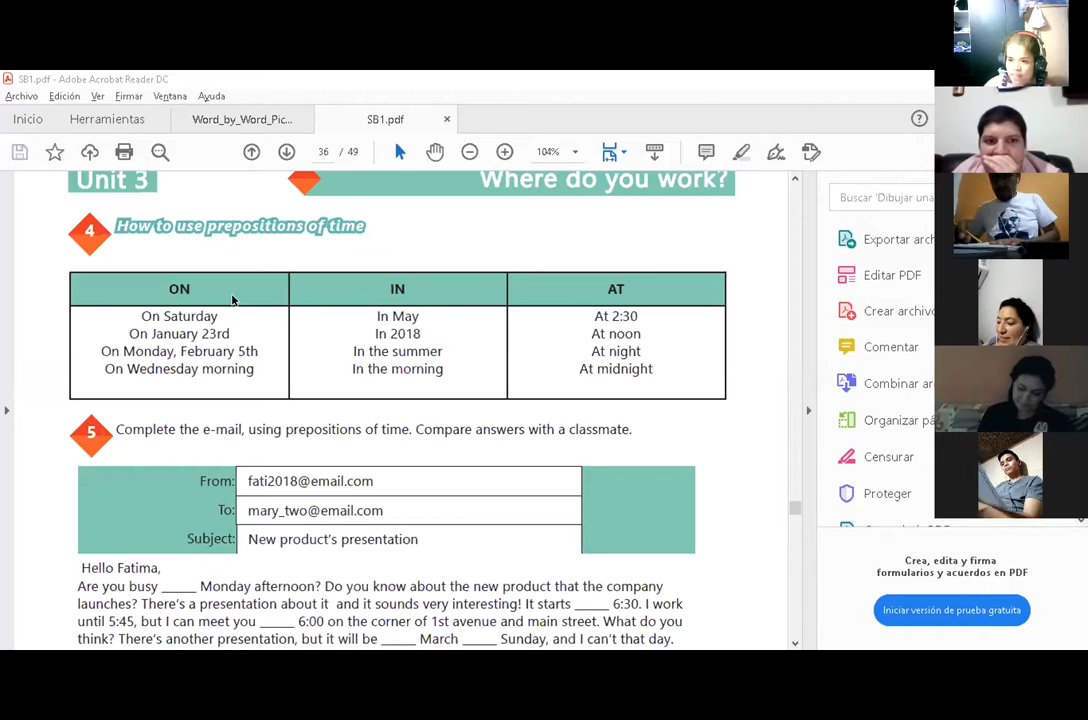 SB1.pdf - Adobe Acrobat Reader DC
Archivo Edición Ver Firmar Ventana Ayuda
Inicio Herramientas Word_by_Word_Pic... SB1.pdf ×
36 / 49 104%
Unit 3 Where do you work?
4 How to use prepositions of time
ON IN AT
On Saturday In May At 2:30
On January 23rd In 2018 At noon
On Monday, February 5th In the summer At night
On Wednesday morning In the morning At midnight
5 Complete the e-mail, using prepositions of time. Compare answers with a classmate.
From: fati2018@email.com
To: mary_two@email.com
Subject: New product's presentation
Hello Fatima,
Are you busy _____ Monday afternoon? Do you know about the new product that the company
launches? There's a presentation about it and it sounds very interesting! It starts _____ 6:30. I work
until 5:45, but I can meet you _____ 6:00 on the corner of 1st avenue and main street. What do you
think? There's another presentation, but it will be _____ March _____ Sunday, and I can't that day.
Buscar 'Dibujar una
Exportar arch
Editar PDF
Crear archivo
Comentar
Combinar ar
Organizar pá
Censurar
Proteger
Crea, edita y firma
formularios y acuerdos en PDF
Iniciar versión de prueba gratuita